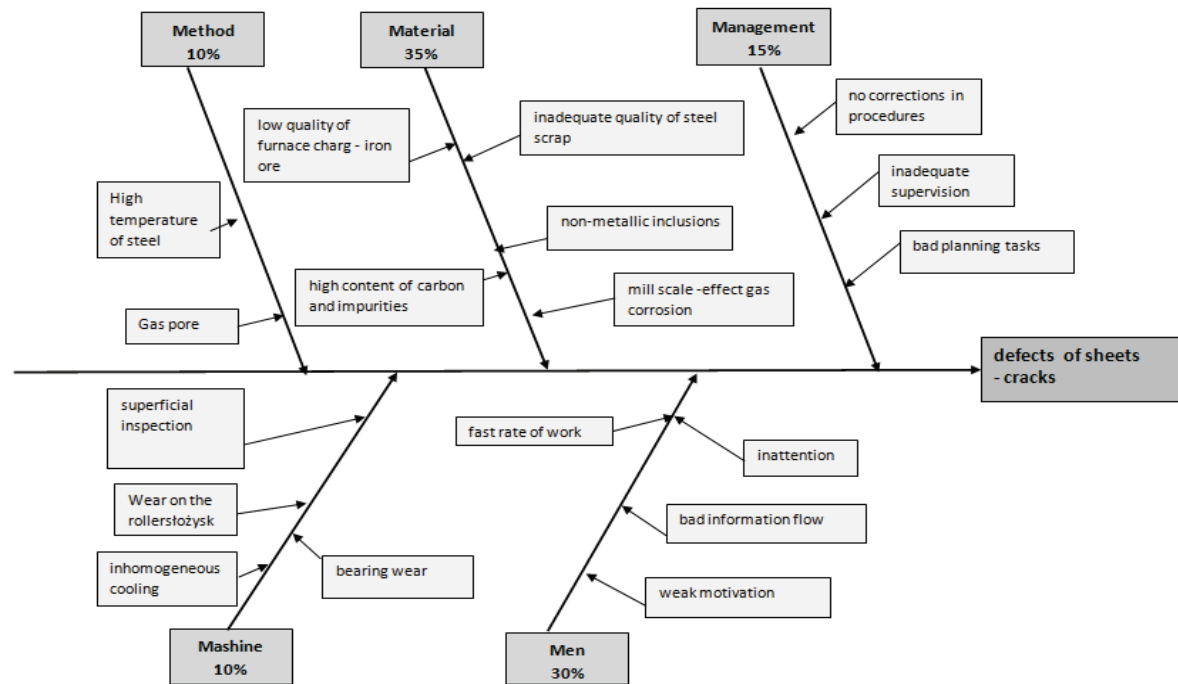 Method
10%
Material
35%
Management
15%
no corrections in
procedures
low quality of
furnace charg - iron
ore
inadequate quality of steel
scrap
inadequate
supervision
High
temperature
of steel
non-metallic inclusions
bad planning tasks
high content of carbon
and impurities
mill scale -effect gas
corrosion
Gas pore
defects of sheets
- cracks
superficial
inspection
fast rate of work
inattention
Wear on the
rollersłożysk
bad information flow
inhomogeneous
cooling
bearing wear
weak motivation
Mashine
10%
Men
30%